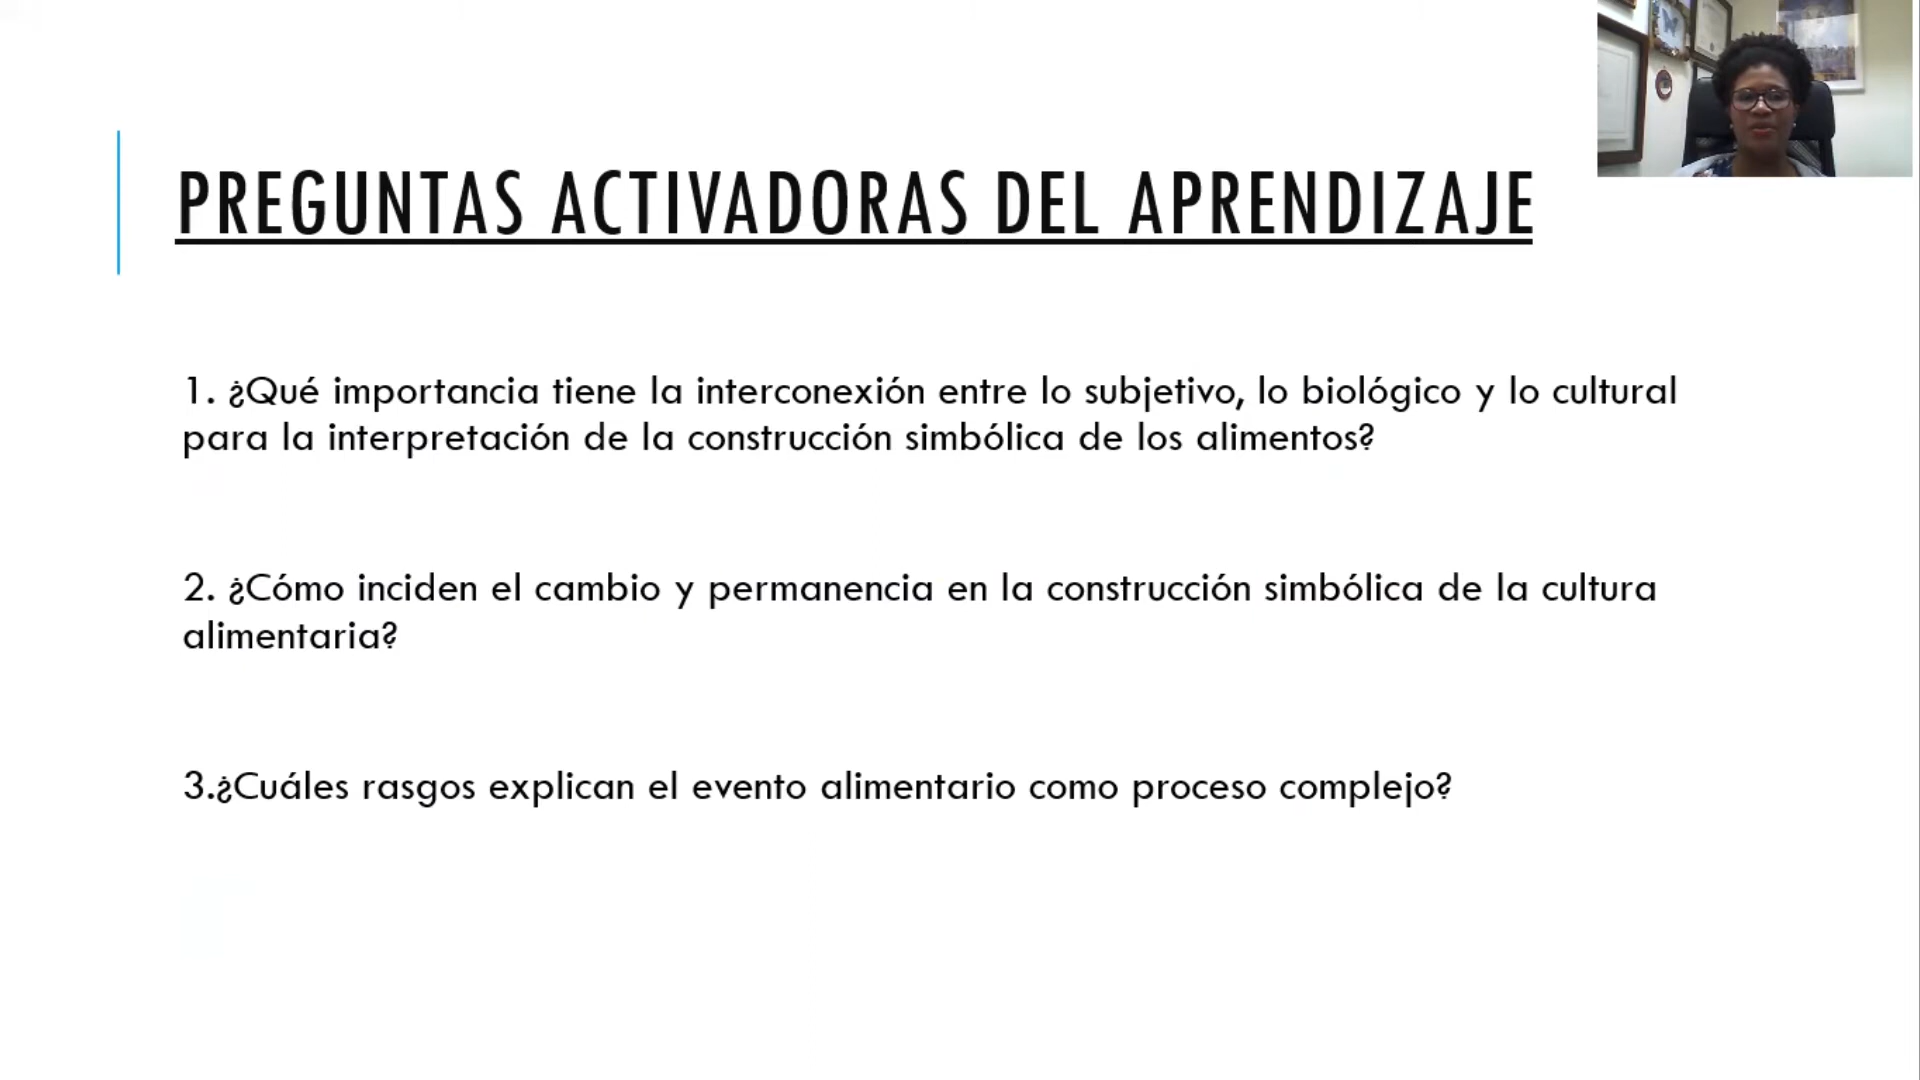 PREGUNTAS ACTIVADORAS DEL APRENDIZAJE
1. ¿Qué importancia tiene la interconexión entre lo subjetivo, lo biológico y lo cultural
para la interpretación de la construcción simbólica de los alimentos?
2. ¿Cómo inciden el cambio y permanencia en la construcción simbólica de la cultura
alimentaria?
3.¿Cuáles rasgos explican el evento alimentario como proceso complejo?